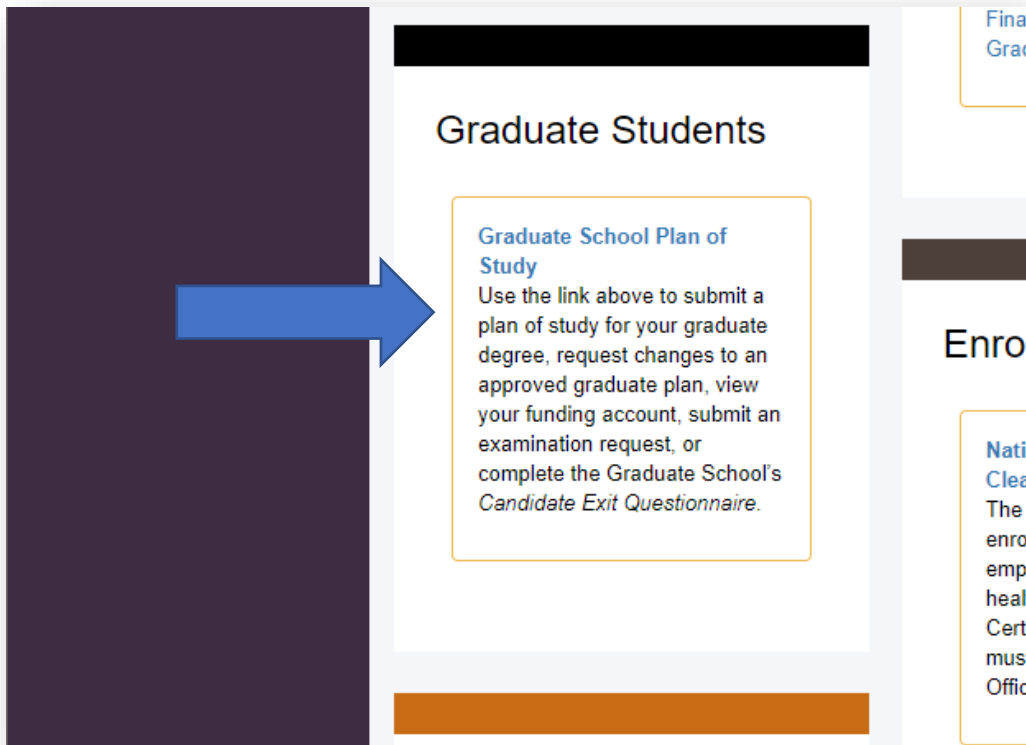 Graduate Students
Graduate School Plan of
Study
Use the link above to submit a
plan of study for your graduate
degree, request changes to an
approved graduate plan, view
your funding account, submit an
examination request, or
complete the Graduate School's
Candidate Exit Questionnaire.
The